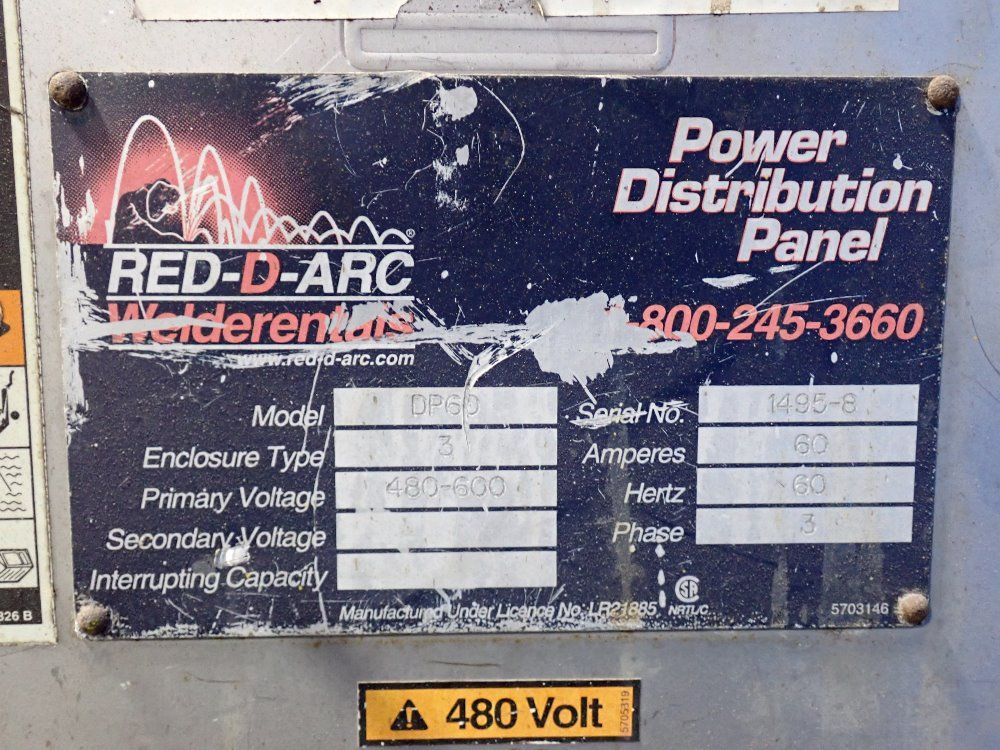 Power
Distribution
Panel
®
RED-D-ARC
Welderentals
-800-245-3660
www.red-d-arc.com
Model DP60
Serial No. 1495-8
Enclosure Type 3
Amperes 60
Primary Voltage 480-600
Hertz 60
Secondary Voltage
Phase 3
Interrupting Capacity
Manufactured Under Licence No. LR21885
SA
NRTL/C
5703146
326 B
480 Volt
5705319